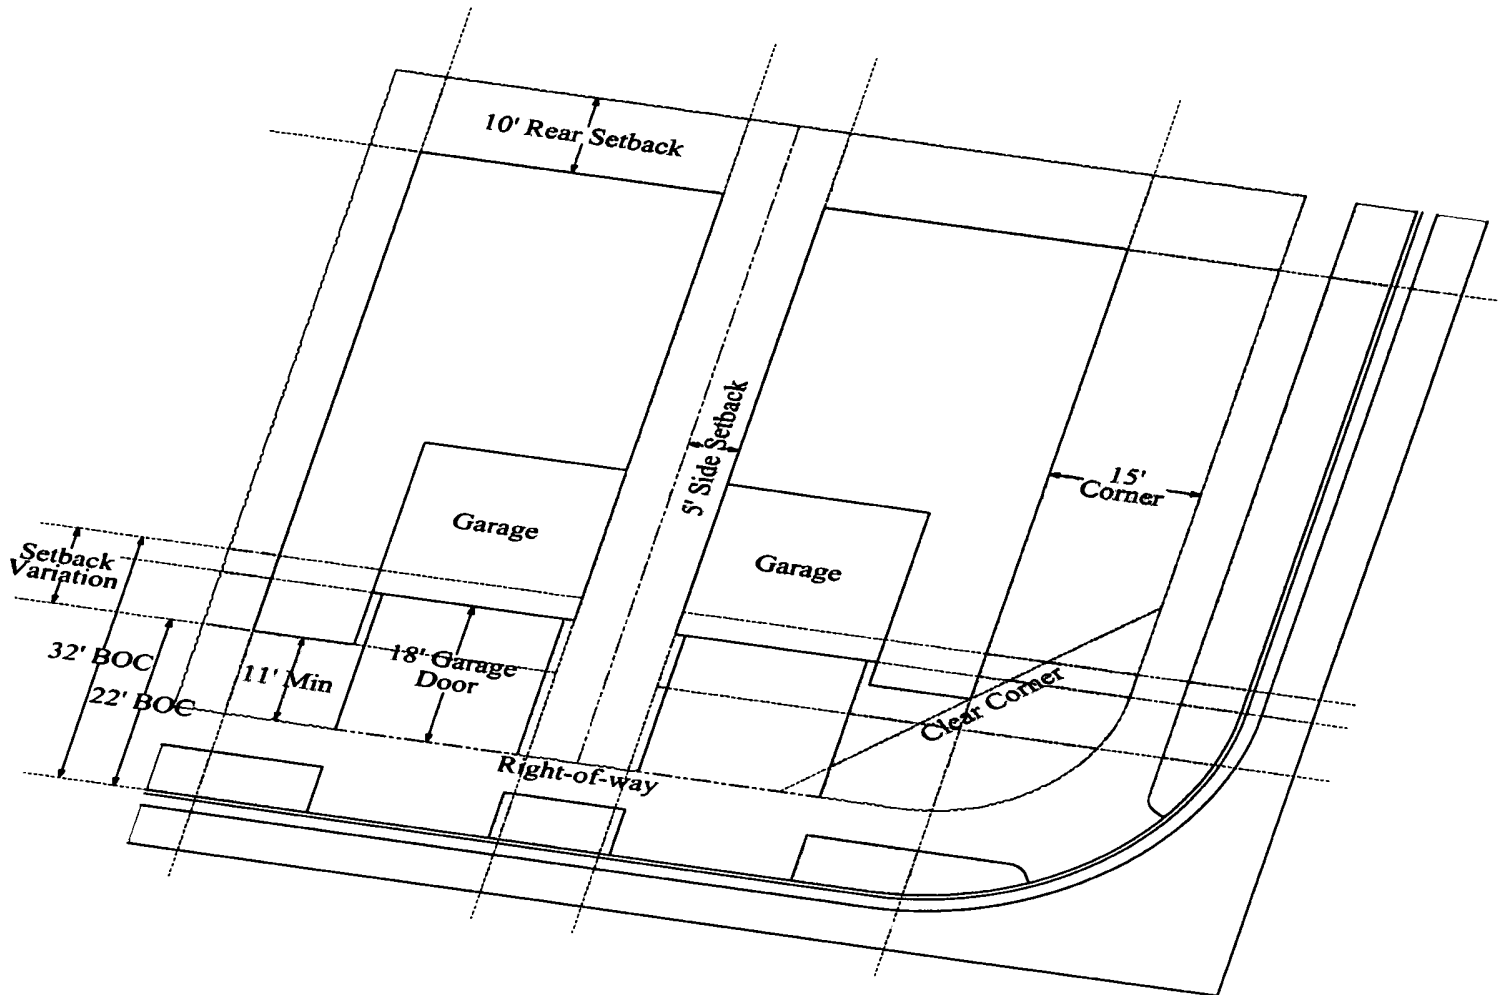 10' Rear Setback
5' Side Setback
15'
Corner
Garage
Garage
Setback
Variation
32' BOC
22' BOC
11' Min
18' Garage
Door
Clear Corner
Right-of-way